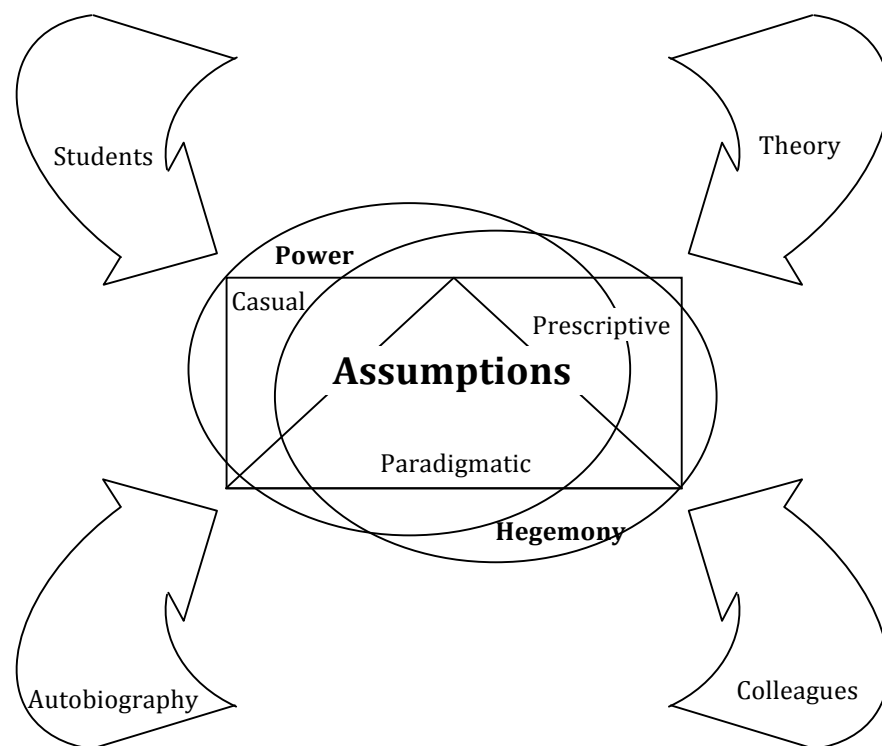 Students
Theory
Power
Casual
Prescriptive
Assumptions
Paradigmatic
Hegemony
Autobiography
Colleagues